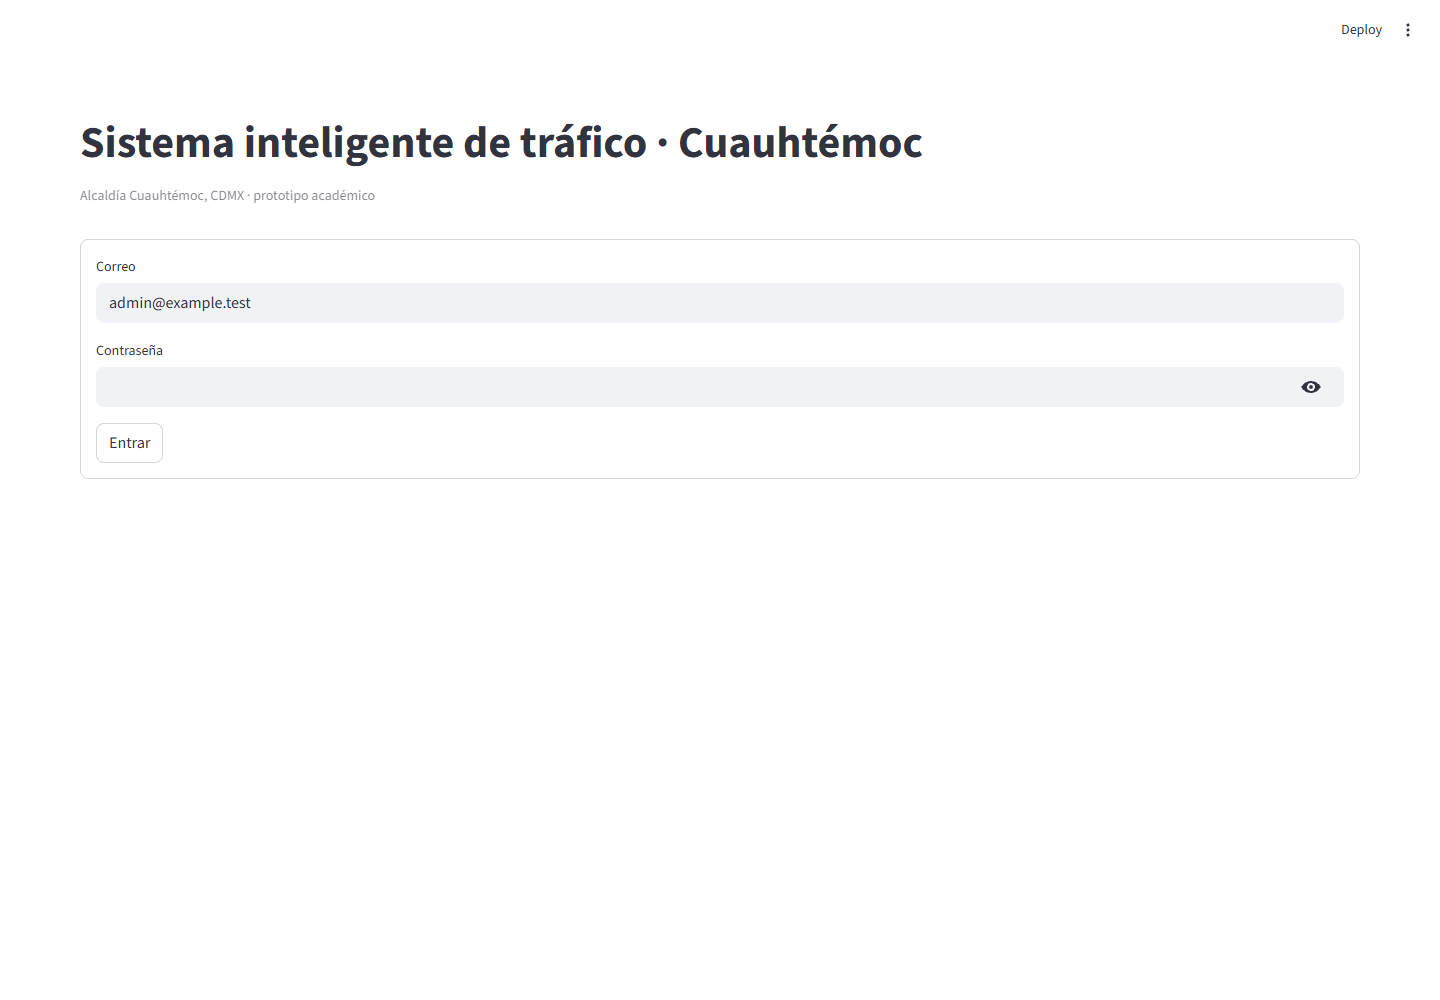 Deploy
Sistema inteligente de tráfico · Cuauhtémoc
Alcaldía Cuauhtémoc, CDMX · prototipo académico
Correo
admin@example.test
Contraseña
Entrar